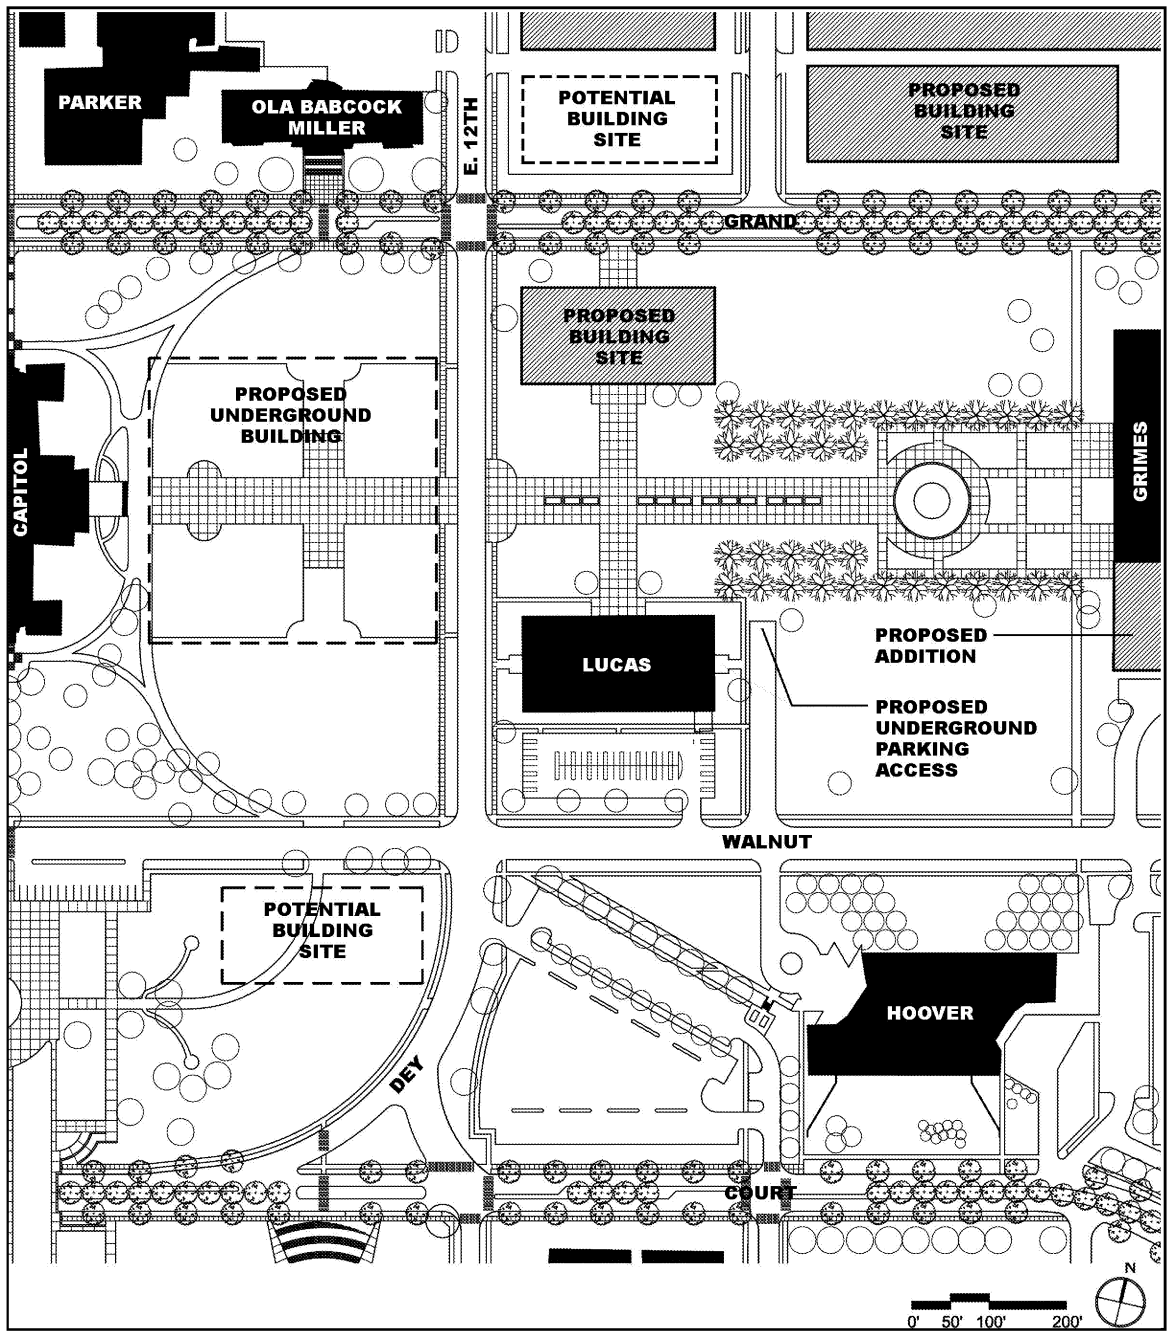 PARKER
OLA BABCOCK
MILLER
E. 12TH
POTENTIAL
BUILDING
SITE
PROPOSED
BUILDING
SITE
GRAND
PROPOSED
BUILDING
SITE
PROPOSED
UNDERGROUND
BUILDING
CAPITOL
GRIMES
LUCAS
PROPOSED
ADDITION
PROPOSED
UNDERGROUND
PARKING
ACCESS
WALNUT
POTENTIAL
BUILDING
SITE
HOOVER
DEY
COURT
N
0' 50' 100' 200'